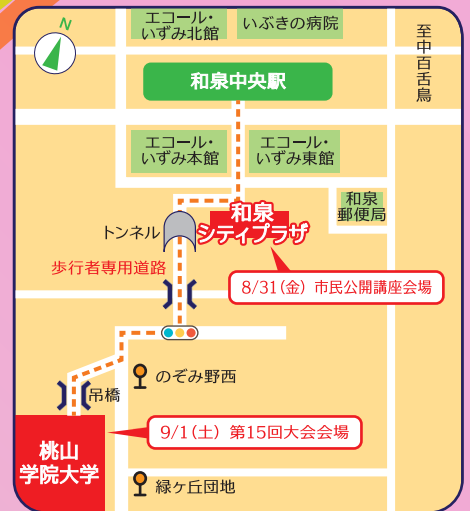 N
エコール・
いずみ北館
いぶきの病院
至中百舌鳥
和泉中央駅
エコール・
いずみ本館
エコール・
いずみ東館
和泉
郵便局
和泉
シティプラザ
トンネル
歩行者専用道路
8/31(金) 市民公開講座会場
のぞみ野西
吊橋
9/1(土) 第15回大会会場
桃山
学院大学
緑ヶ丘団地